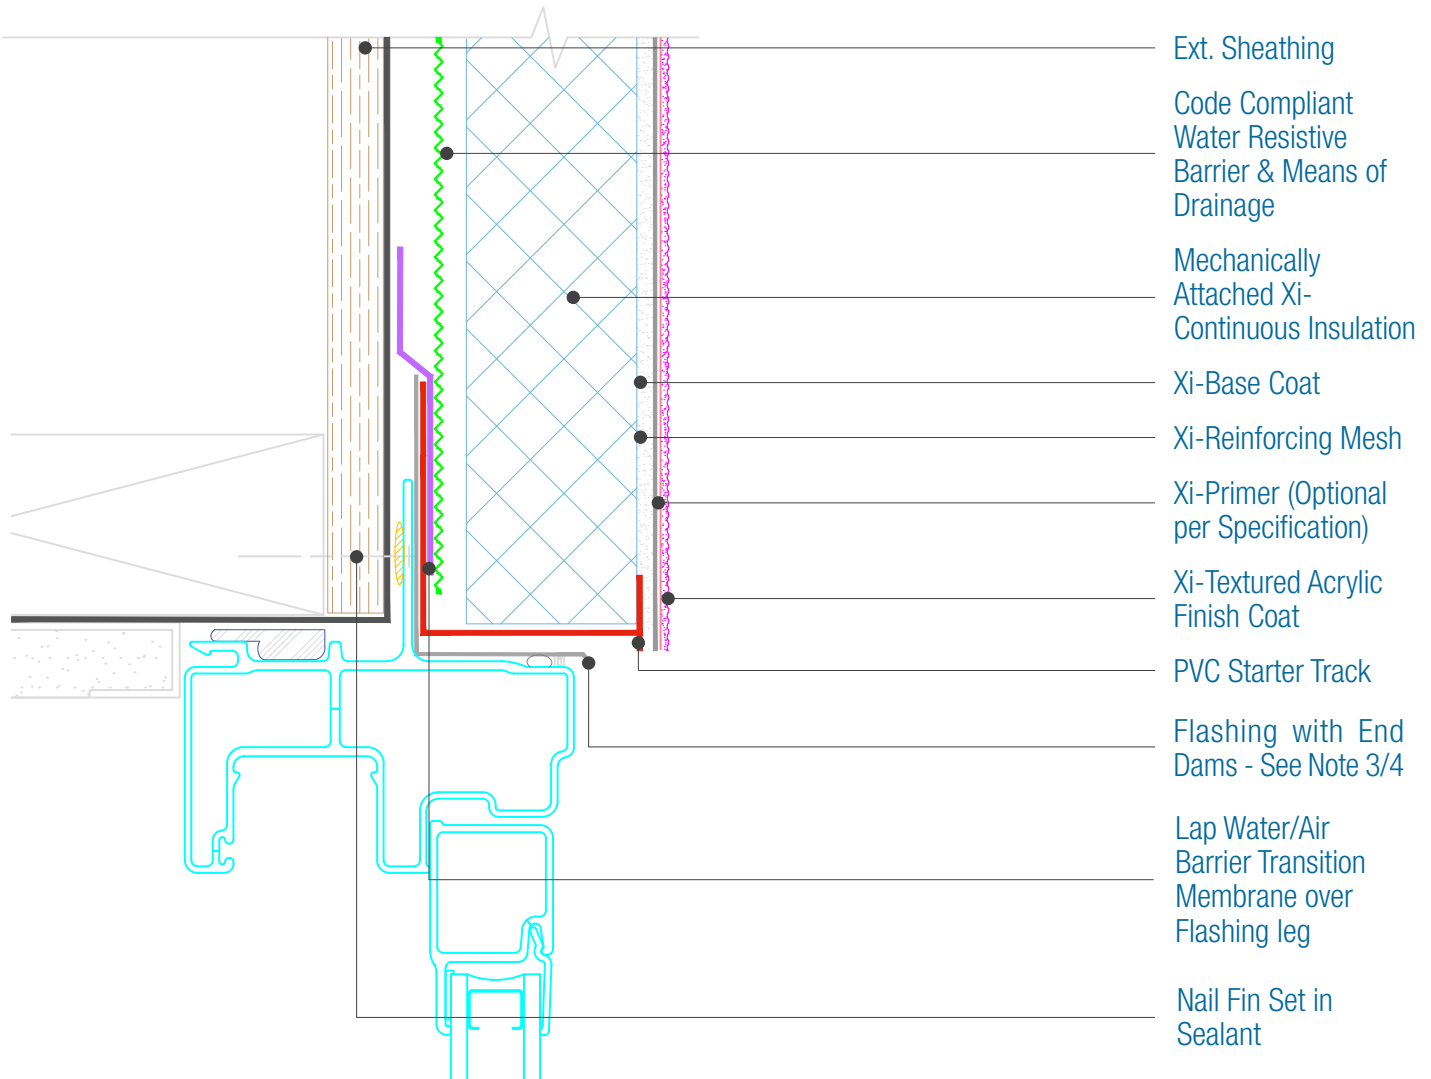 Ext. Sheathing
Code Compliant
Water Resistive
Barrier & Means of
Drainage
Mechanically
Attached Xi-
Continuous Insulation
Xi-Base Coat
Xi-Reinforcing Mesh
Xi-Primer (Optional
per Specification)
Xi-Textured Acrylic
Finish Coat
PVC Starter Track
Flashing with End
Dams - See Note 3/4
Lap Water/Air
Barrier Transition
Membrane over
Flashing leg
Nail Fin Set in
Sealant